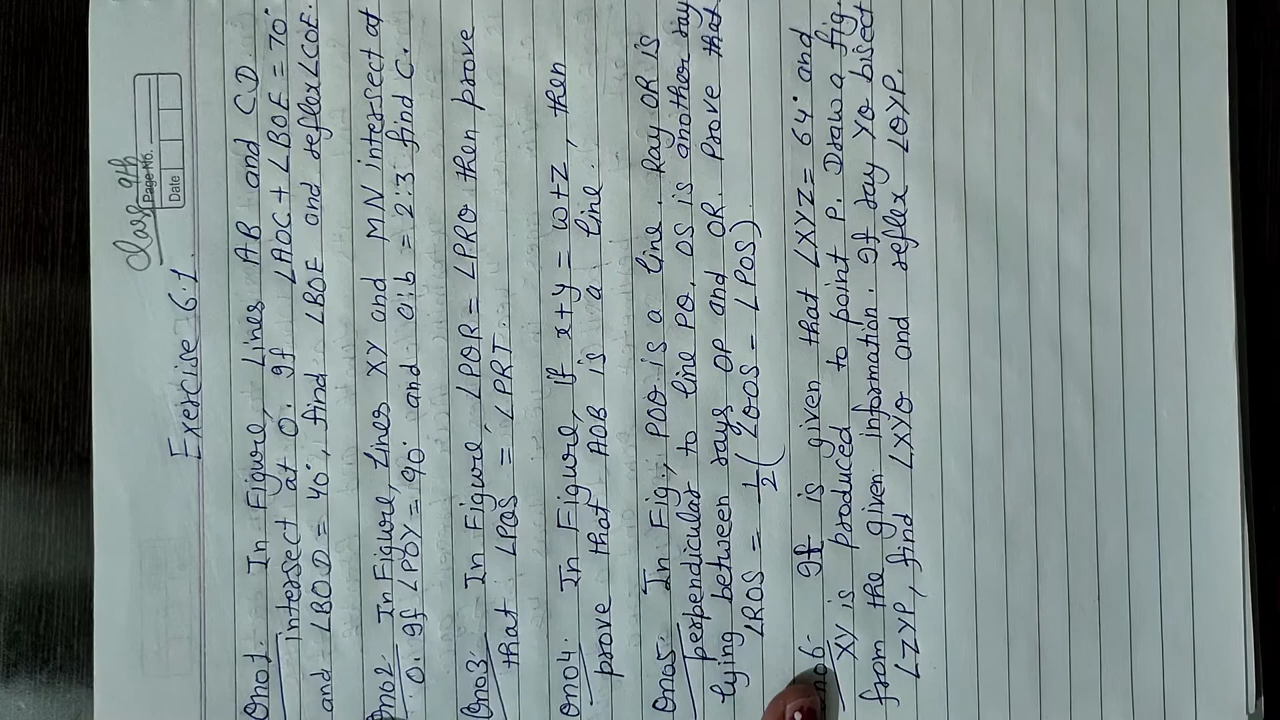 Class 9th
Page No.
Date
Exercise 6.1.
Qno1. In Figure, Lines AB and CD
intersect at O. If ∠AOC + ∠BOE = 70°
and ∠BOD = 40°, find ∠BOE and reflex ∠COE.
Qno2. In Figure, Lines XY and MN intersect at
O. If ∠POY = 90° and a:b = 2:3 find C.
Qno3. In Figure, ∠PQR = ∠PRQ then prove
that ∠PQS = ∠PRT.
Qno4. In Figure, if x+y = w+z, then
prove that AOB is a line.
Qno5. In Fig, POQ is a line. Ray OR is
perpendicular to line PQ. OS is another ray
lying between rays OP and OR. Prove that
∠ROS = 1/2 (∠QOS - ∠POS).
no6. If is given that ∠XYZ = 64° and
XY is produced to point P. Draw a fig.
from the given information. If ray YQ bisect
∠ZYP, find ∠XYQ and reflex ∠QYP.